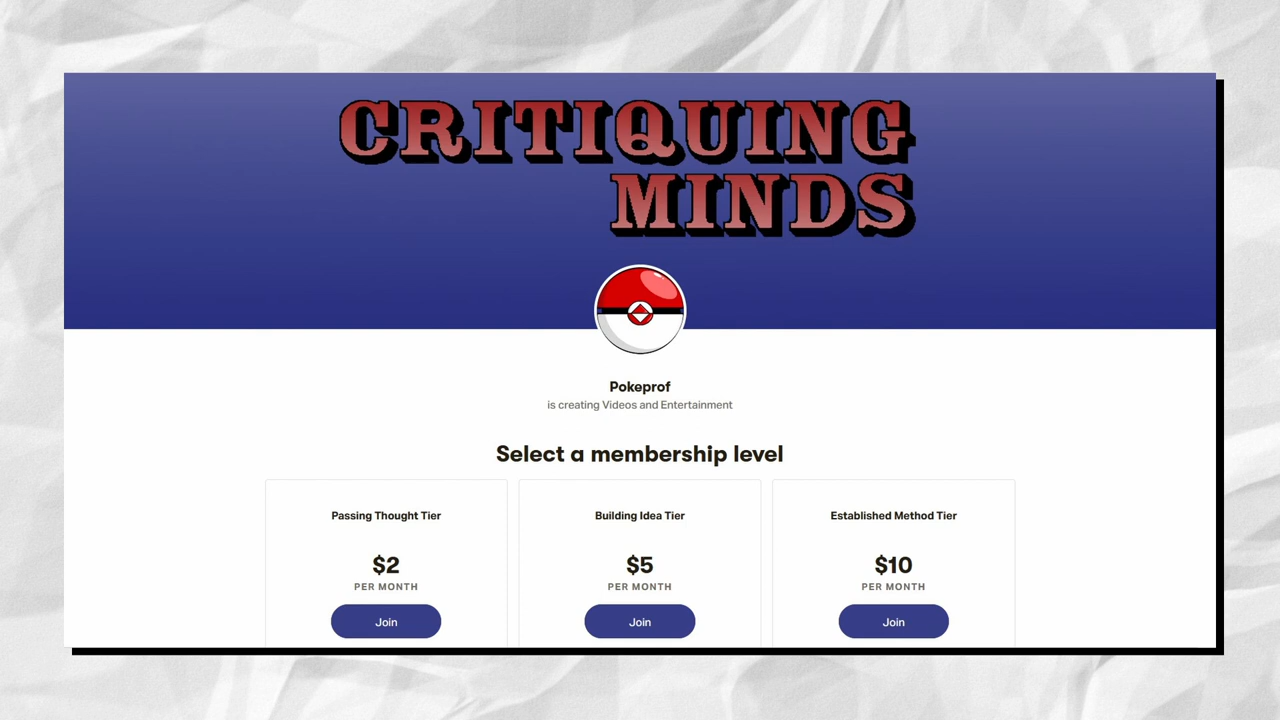 CRITIQUING
MINDS
Pokeprof
is creating Videos and Entertainment
Select a membership level
Passing Thought Tier
$2
PER MONTH
Join
Building Idea Tier
$5
PER MONTH
Join
Established Method Tier
$10
PER MONTH
Join